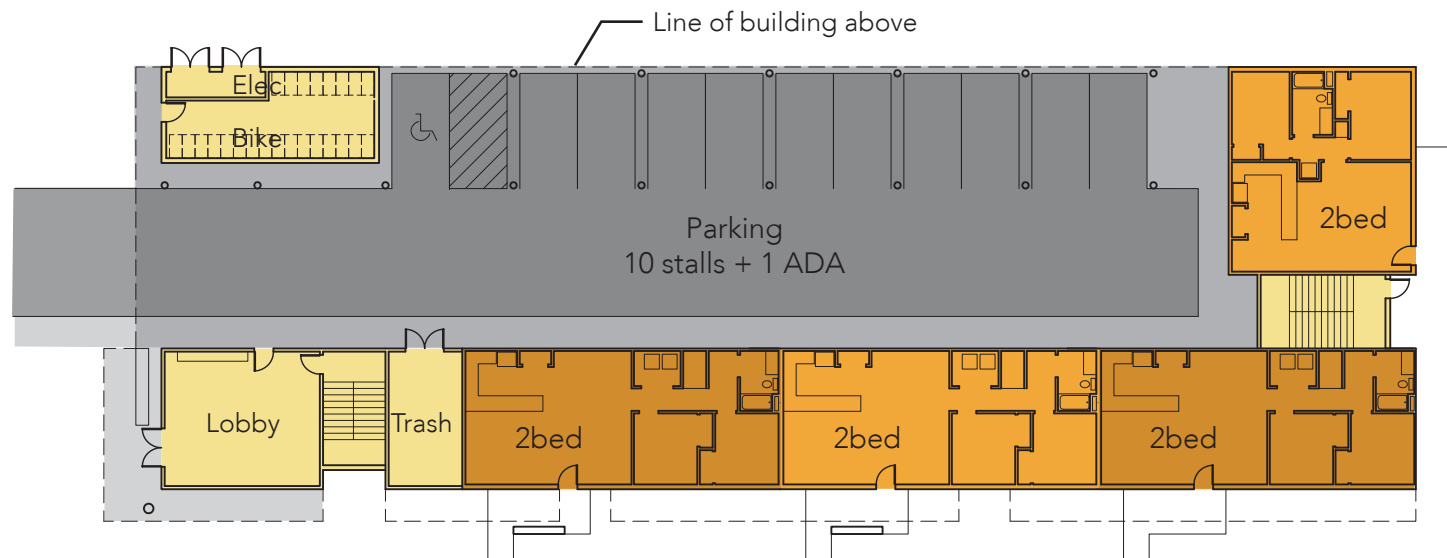 Line of building above
Elec
Bike
Parking
10 stalls + 1 ADA
2bed
Lobby
Trash
2bed
2bed
2bed